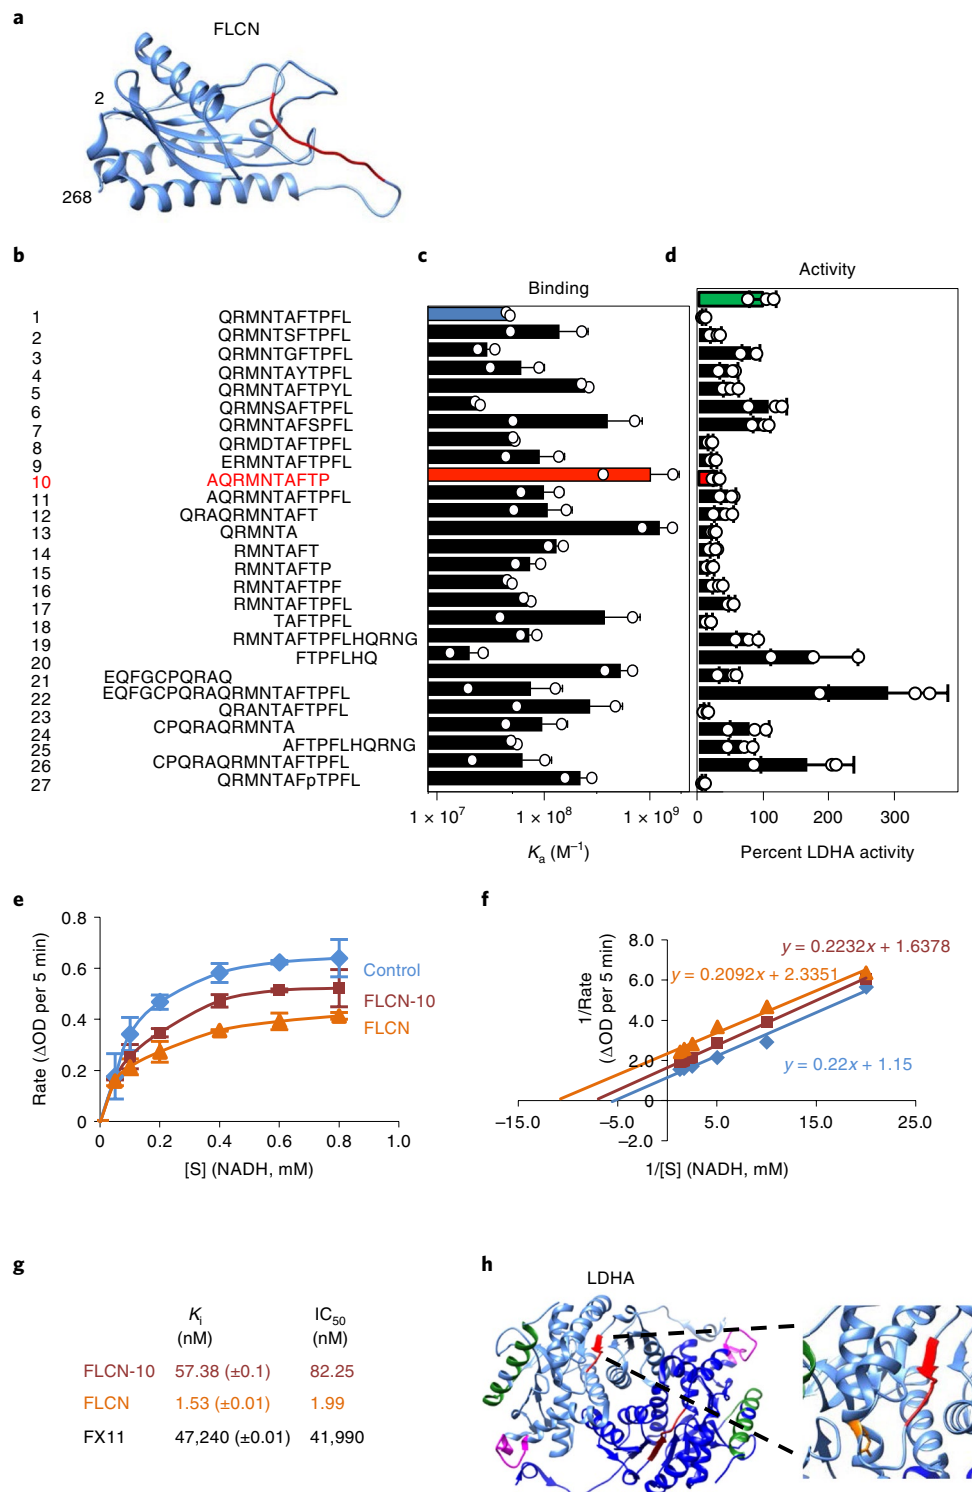 a
FLCN
2
268
b
c
d
Binding
Activity
1 QRMNTAFTPFL
2 QRMNTSFTPFL
3 QRMNTGFTPFL
4 QRMNTAYTPFL
5 QRMNTAFTPYL
6 QRMNSAFTPFL
7 QRMNTAFSPFL
8 QRMDTAFTPFL
9 ERMNTAFTPFL
10 AQRMNTAFTP
11 AQRMNTAFTPFL
12 QRAQRMNTAFT
13 QRMNTA
14 RMNTAFT
15 RMNTAFTP
16 RMNTAFTPF
17 RMNTAFTPFL
18 TAFTPFL
19 RMNTAFTPFLHQRNG
20 FTPFLHQ
21 EQFGCPQRAQ
22 EQFGCPQRAQRMNTAFTPFL
23 QRANTAFTPFL
24 CPQRAQRMNTA
25 AFTPFLHQRNG
26 CPQRAQRMNTAFTPFL
27 QRMNTAFpTPFL
1 × 10⁷ 1 × 10⁸ 1 × 10⁹
0 100 200 300
Kₐ (M⁻¹)
Percent LDHA activity
e
0.8
0.6
0.4
0.2
0
0 0.2 0.4 0.6 0.8 1.0
Rate (ΔOD per 5 min)
[S] (NADH, mM)
Control
FLCN-10
FLCN
f
8.0
6.0
4.0
2.0
0
−2.0
−15.0 −5.0 5.0 15.0 25.0
1/Rate
(ΔOD per 5 min)
1/[S] (NADH, mM)
y = 0.2232x + 1.6378
y = 0.2092x + 2.3351
y = 0.22x + 1.15
g
Kᵢ IC₅₀
(nM) (nM)
FLCN-10 57.38 (±0.1) 82.25
FLCN 1.53 (±0.01) 1.99
FX11 47,240 (±0.01) 41,990
h
LDHA